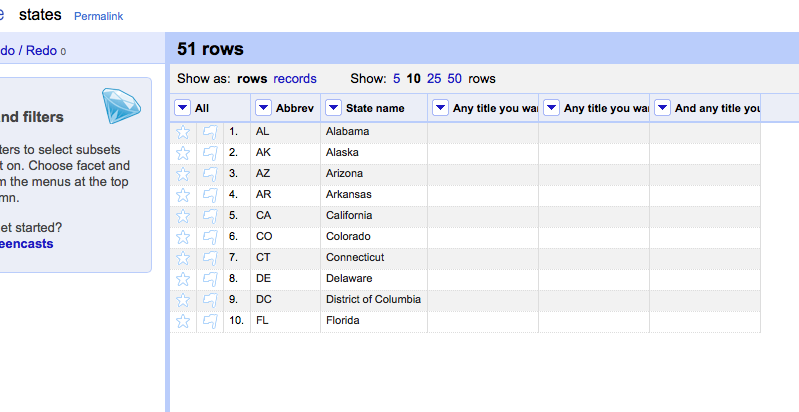 states Permalink
do / Redo 0
51 rows
Show as: rows records Show: 5 10 25 50 rows
All Abbrev State name Any title you wa Any title you wa And any title you
1. AL Alabama
2. AK Alaska
3. AZ Arizona
4. AR Arkansas
5. CA California
6. CO Colorado
7. CT Connecticut
8. DE Delaware
9. DC District of Columbia
10. FL Florida
nd filters
ters to select subsets
t on. Choose facet and
m the menus at the top
mn.
et started?
eencasts